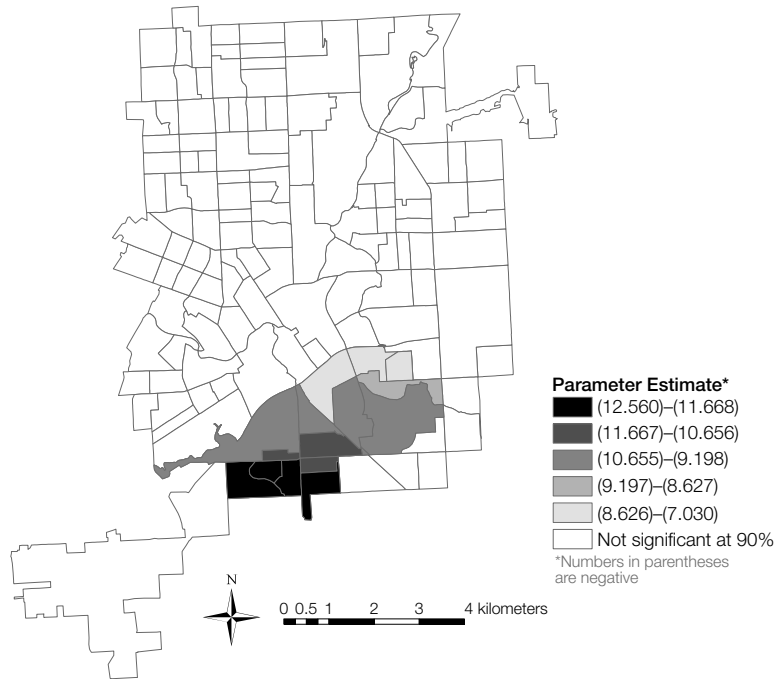 Parameter Estimate*
(12.560)–(11.668)
(11.667)–(10.656)
(10.655)–(9.198)
(9.197)–(8.627)
(8.626)–(7.030)
Not significant at 90%
*Numbers in parentheses
are negative
N
0 0.5 1 2 3 4 kilometers